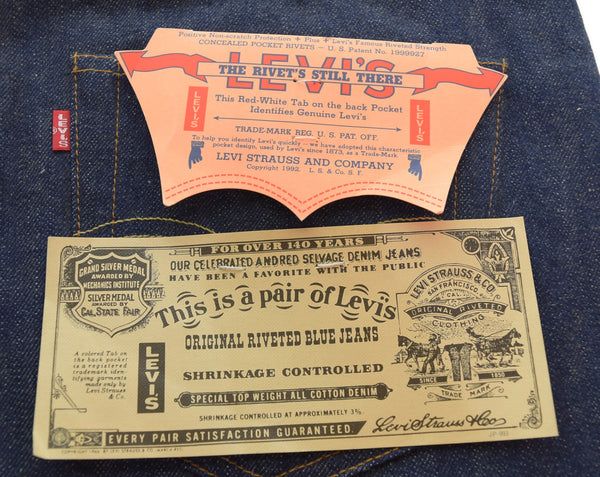 Positive Non-scratch Protection + Plus + Levi's Famous Riveted Strength
CONCEALED POCKET RIVETS — U. S. Patent No. 1999927
LEVI'S
THE RIVET'S STILL THERE
This Red-White Tab on the back Pocket
Identifies Genuine Levi's
LEVI'S
LEVI'S
TRADE-MARK REG. U. S. PAT. OFF.
To help you identify Levi's quickly - we have adopted this characteristic
pocket design, used by Levi's since 1873, as a Trade-Mark.
LEVI STRAUSS AND COMPANY
Copyright 1992, L. S. & Co. S. F.
LEVI'S
FOR OVER 140 YEARS
OUR CELEBRATED AND RED SELVAGE DENIM JEANS
HAVE BEEN A FAVORITE WITH THE PUBLIC
This is a pair of Levi's
ORIGINAL RIVETED BLUE JEANS
SHRINKAGE CONTROLLED
SPECIAL TOP WEIGHT ALL COTTON DENIM
SHRINKAGE CONTROLLED AT APPROXIMATELY 3%
EVERY PAIR SATISFACTION GUARANTEED.
GRAND SILVER MEDAL
AWARDED BY
MECHANICS INSTITUTE
SILVER MEDAL
AWARDED BY
CAL. STATE FAIR
A colored Tab on
the back pocket
is a registered
trademark identifying garments
made only by
Levi Strauss
& Co.
LEVI'S
LEVI STRAUSS & CO.
SAN FRANCISCO
CAL.
ORIGINAL RIVETED
CLOTHING
SINCE 1850
TRADE MARK
Levi Strauss & Co